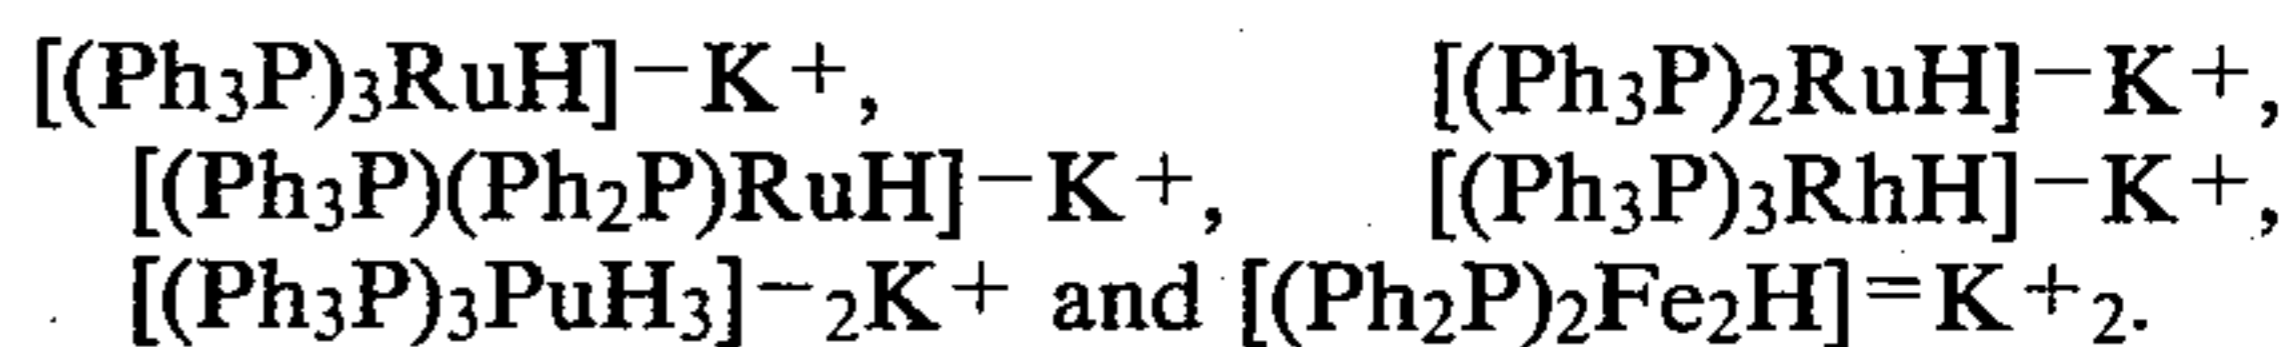 [(Ph₃P)₃RuH]⁻K⁺, [(Ph₃P)₂RuH]⁻K⁺,
[(Ph₃P)(Ph₂P)RuH]⁻K⁺, [(Ph₃P)₃RhH]⁻K⁺,
[(Ph₃P)₃PuH₃]⁻₂K⁺ and [(Ph₂P)₂Fe₂H]⁼K⁺₂.